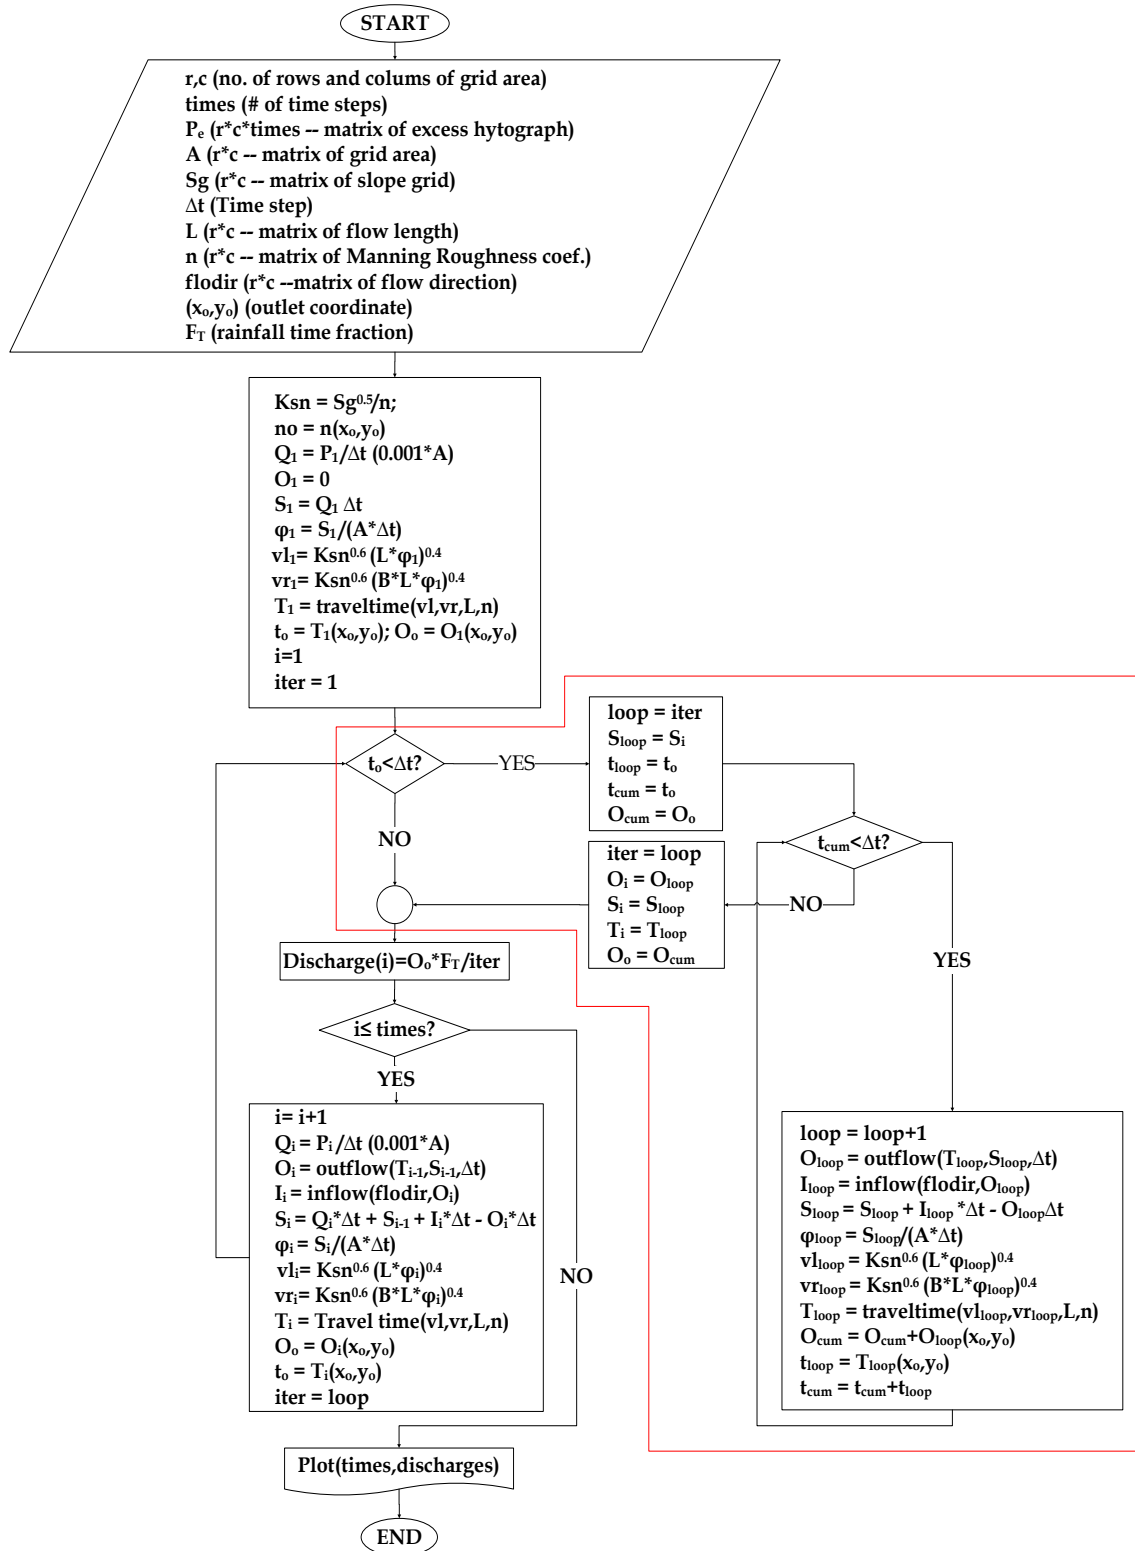 START
r,c (no. of rows and colums of grid area)
times (# of time steps)
Pe (r*c*times -- matrix of excess hytograph)
A (r*c -- matrix of grid area)
Sg (r*c -- matrix of slope grid)
Δt (Time step)
L (r*c -- matrix of flow length)
n (r*c -- matrix of Manning Roughness coef.)
flodir (r*c --matrix of flow direction)
(xo,yo) (outlet coordinate)
FT (rainfall time fraction)
Ksn = Sg0.5/n;
no = n(xo,yo)
Q1 = P1/Δt (0.001*A)
O1 = 0
S1 = Q1 Δt
φ1 = S1/(A*Δt)
vl1= Ksn0.6 (L*φ1)0.4
vr1= Ksn0.6 (B*L*φ1)0.4
T1 = traveltime(vl,vr,L,n)
to = T1(xo,yo); Oo = O1(xo,yo)
i=1
iter = 1
to<Δt?
YES
NO
loop = iter
Sloop = Si
tloop = to
tcum = to
Ocum = Oo
tcum<Δt?
NO
YES
iter = loop
Oi = Oloop
Si = Sloop
Ti = Tloop
Oo = Ocum
Discharge(i)=Oo*FT/iter
i≤ times?
YES
NO
i= i+1
Qi = Pi/Δt (0.001*A)
Oi = outflow(Ti-1,Si-1,Δt)
Ii = inflow(flodir,Oi)
Si = Qi*Δt + Si-1 + Ii*Δt - Oi*Δt
φi = Si/(A*Δt)
vli= Ksn0.6 (L*φi)0.4
vri= Ksn0.6 (B*L*φi)0.4
Ti = Travel time(vl,vr,L,n)
Oo = Oi(xo,yo)
to = Ti(xo,yo)
iter = loop
loop = loop+1
Oloop = outflow(Tloop,Sloop,Δt)
Iloop = inflow(flodir,Oloop)
Sloop = Sloop + Iloop *Δt - OloopΔt
φloop = Sloop/(A*Δt)
vlloop = Ksn0.6 (L*φloop)0.4
vrloop = Ksn0.6 (B*L*φloop)0.4
Tloop = traveltime(vlloop,vrloop,L,n)
Ocum = Ocum+Oloop(xo,yo)
tloop = Tloop(xo,yo)
tcum = tcum+tloop
Plot(times,discharges)
END